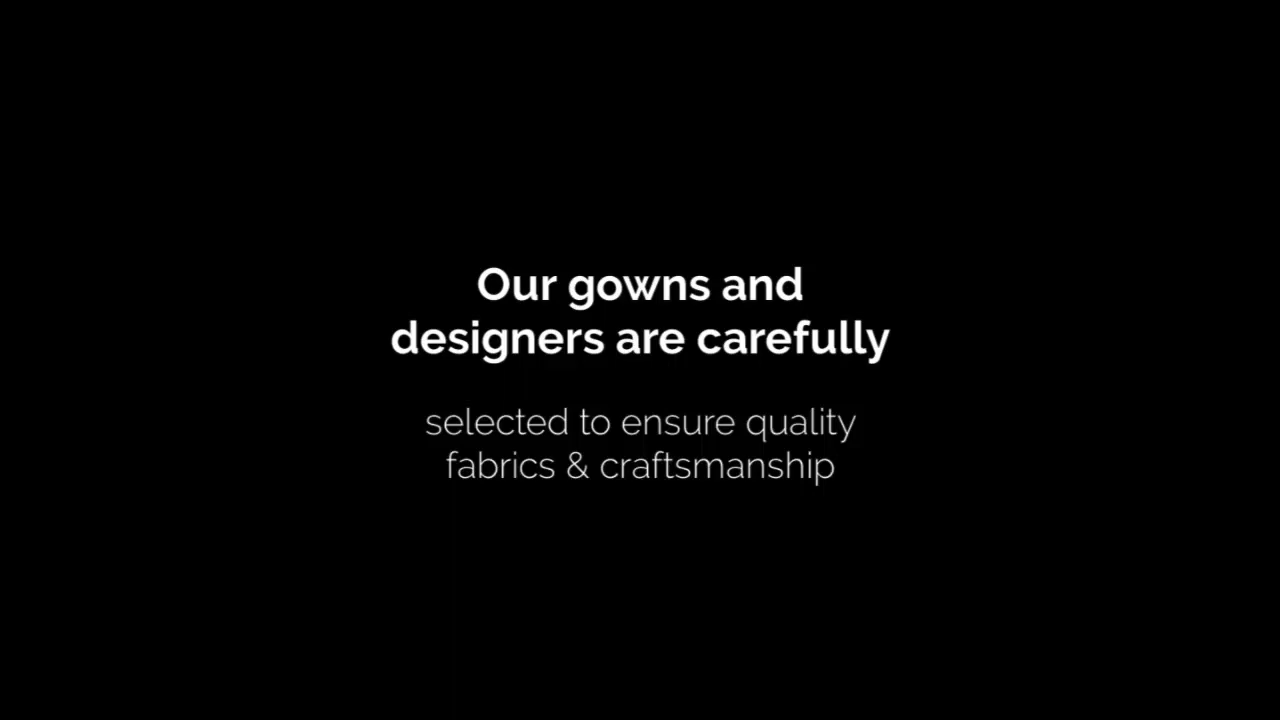 Our gowns and
designers are carefully
selected to ensure quality
fabrics & craftsmanship